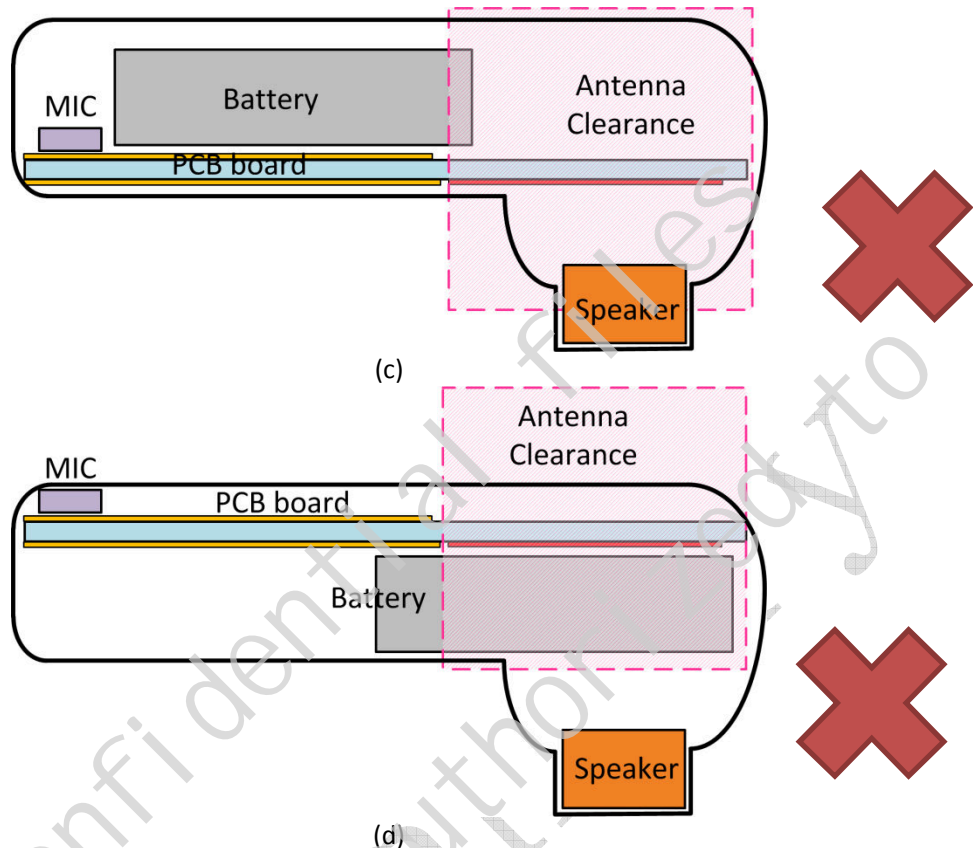 Antenna
Clearance
Battery
MIC
PCB board
Speaker
(c)
Antenna
Clearance
MIC
PCB board
Battery
Speaker
(d)